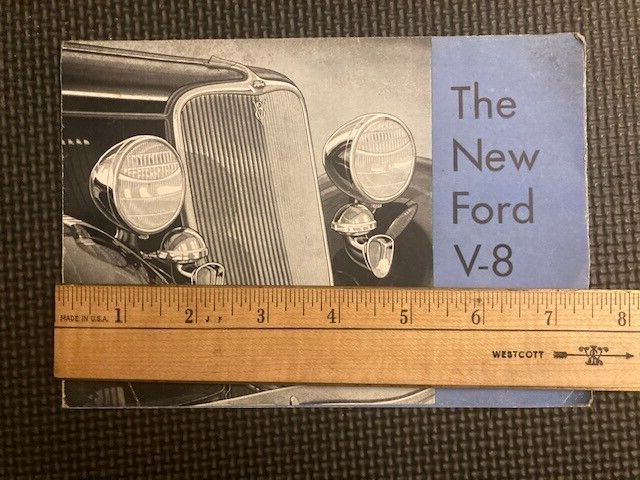 The
New
Ford
V-8
1 2 3 4 5 6 7 8
MADE IN U.S.A. J F
WESTCOTT